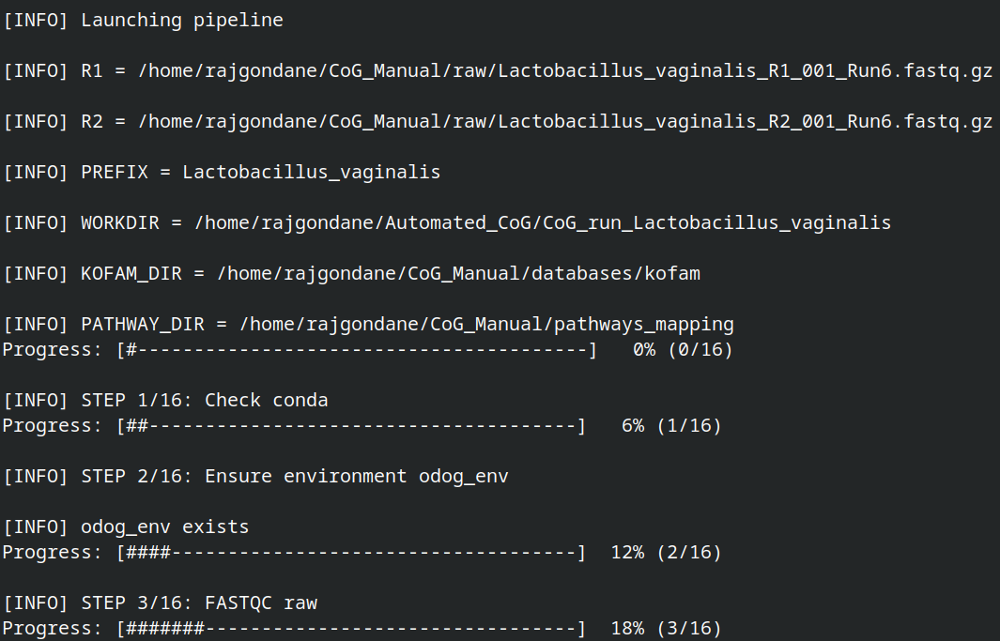 [INFO] Launching pipeline
[INFO] R1 = /home/rajgondane/CoG_Manual/raw/Lactobacillus_vaginalis_R1_001_Run6.fastq.gz
[INFO] R2 = /home/rajgondane/CoG_Manual/raw/Lactobacillus_vaginalis_R2_001_Run6.fastq.gz
[INFO] PREFIX = Lactobacillus_vaginalis
[INFO] WORKDIR = /home/rajgondane/Automated_CoG/CoG_run_Lactobacillus_vaginalis
[INFO] KOFAM_DIR = /home/rajgondane/CoG_Manual/databases/kofam
[INFO] PATHWAY_DIR = /home/rajgondane/CoG_Manual/pathways_mapping
Progress: [#----------------------------------------] 0% (0/16)
[INFO] STEP 1/16: Check conda
Progress: [##--------------------------------------] 6% (1/16)
[INFO] STEP 2/16: Ensure environment odog_env
[INFO] odog_env exists
Progress: [####------------------------------------] 12% (2/16)
[INFO] STEP 3/16: FASTQC raw
Progress: [#######---------------------------------] 18% (3/16)